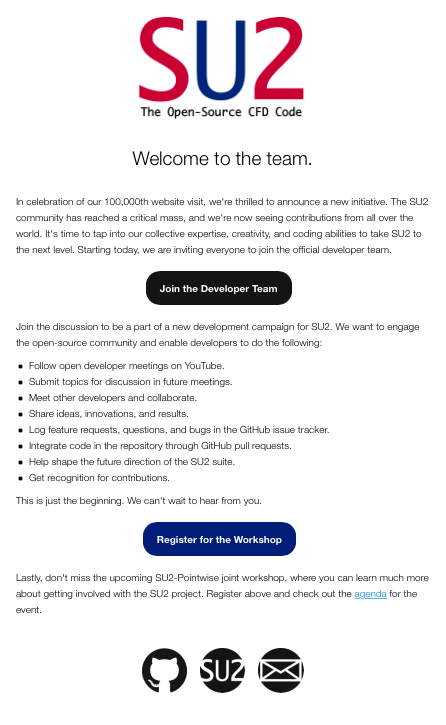 SU2
The Open-Source CFD Code
Welcome to the team.
In celebration of our 100,000th website visit, we're thrilled to announce a new initiative. The SU2
community has reached a critical mass, and we're now seeing contributions from all over the
world. It's time to tap into our collective expertise, creativity, and coding abilities to take SU2 to
the next level. Starting today, we are inviting everyone to join the official developer team.
Join the Developer Team
Join the discussion to be a part of a new development campaign for SU2. We want to engage
the open-source community and enable developers to do the following:
• Follow open developer meetings on YouTube.
• Submit topics for discussion in future meetings.
• Meet other developers and collaborate.
• Share ideas, innovations, and results.
• Log feature requests, questions, and bugs in the GitHub issue tracker.
• Integrate code in the repository through GitHub pull requests.
• Help shape the future direction of the SU2 suite.
• Get recognition for contributions.
This is just the beginning. We can't wait to hear from you.
Register for the Workshop
Lastly, don't miss the upcoming SU2-Pointwise joint workshop, where you can learn much more
about getting involved with the SU2 project. Register above and check out the agenda for the
event.
SU2